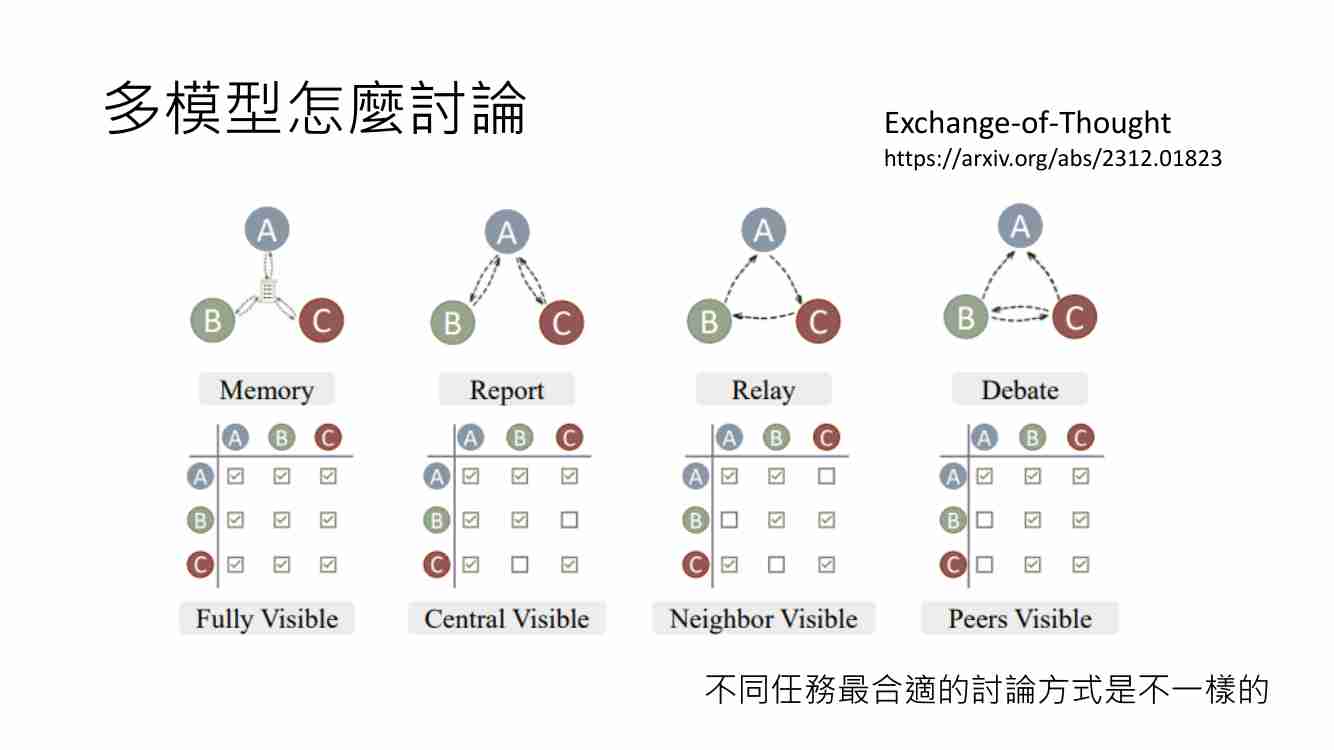 多模型怎麼討論
Exchange-of-Thought
https://arxiv.org/abs/2312.01823
A
B C
A
B C
A
B C
A
B C
Memory Report Relay Debate
A B C A B C A B C A B C
A A A A
B B B B
C C C C
Fully Visible Central Visible Neighbor Visible Peers Visible
不同任務最合適的討論方式是不一樣的